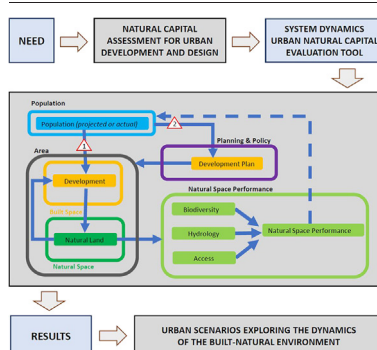 NEED
NATURAL CAPITAL
ASSESSMENT FOR URBAN
DEVELOPMENT AND DESIGN
SYSTEM DYNAMICS
URBAN NATURAL CAPITAL
EVALUATION TOOL
Population
Population (projected or actual)
1
2
Planning & Policy
Development Plan
Area
Development
Built Space
Natural Land
Natural Space
Natural Space Performance
Biodiversity
Hydrology
Access
Natural Space Performance
RESULTS
URBAN SCENARIOS EXPLORING THE DYNAMICS
OF THE BUILT-NATURAL ENVIRONMENT